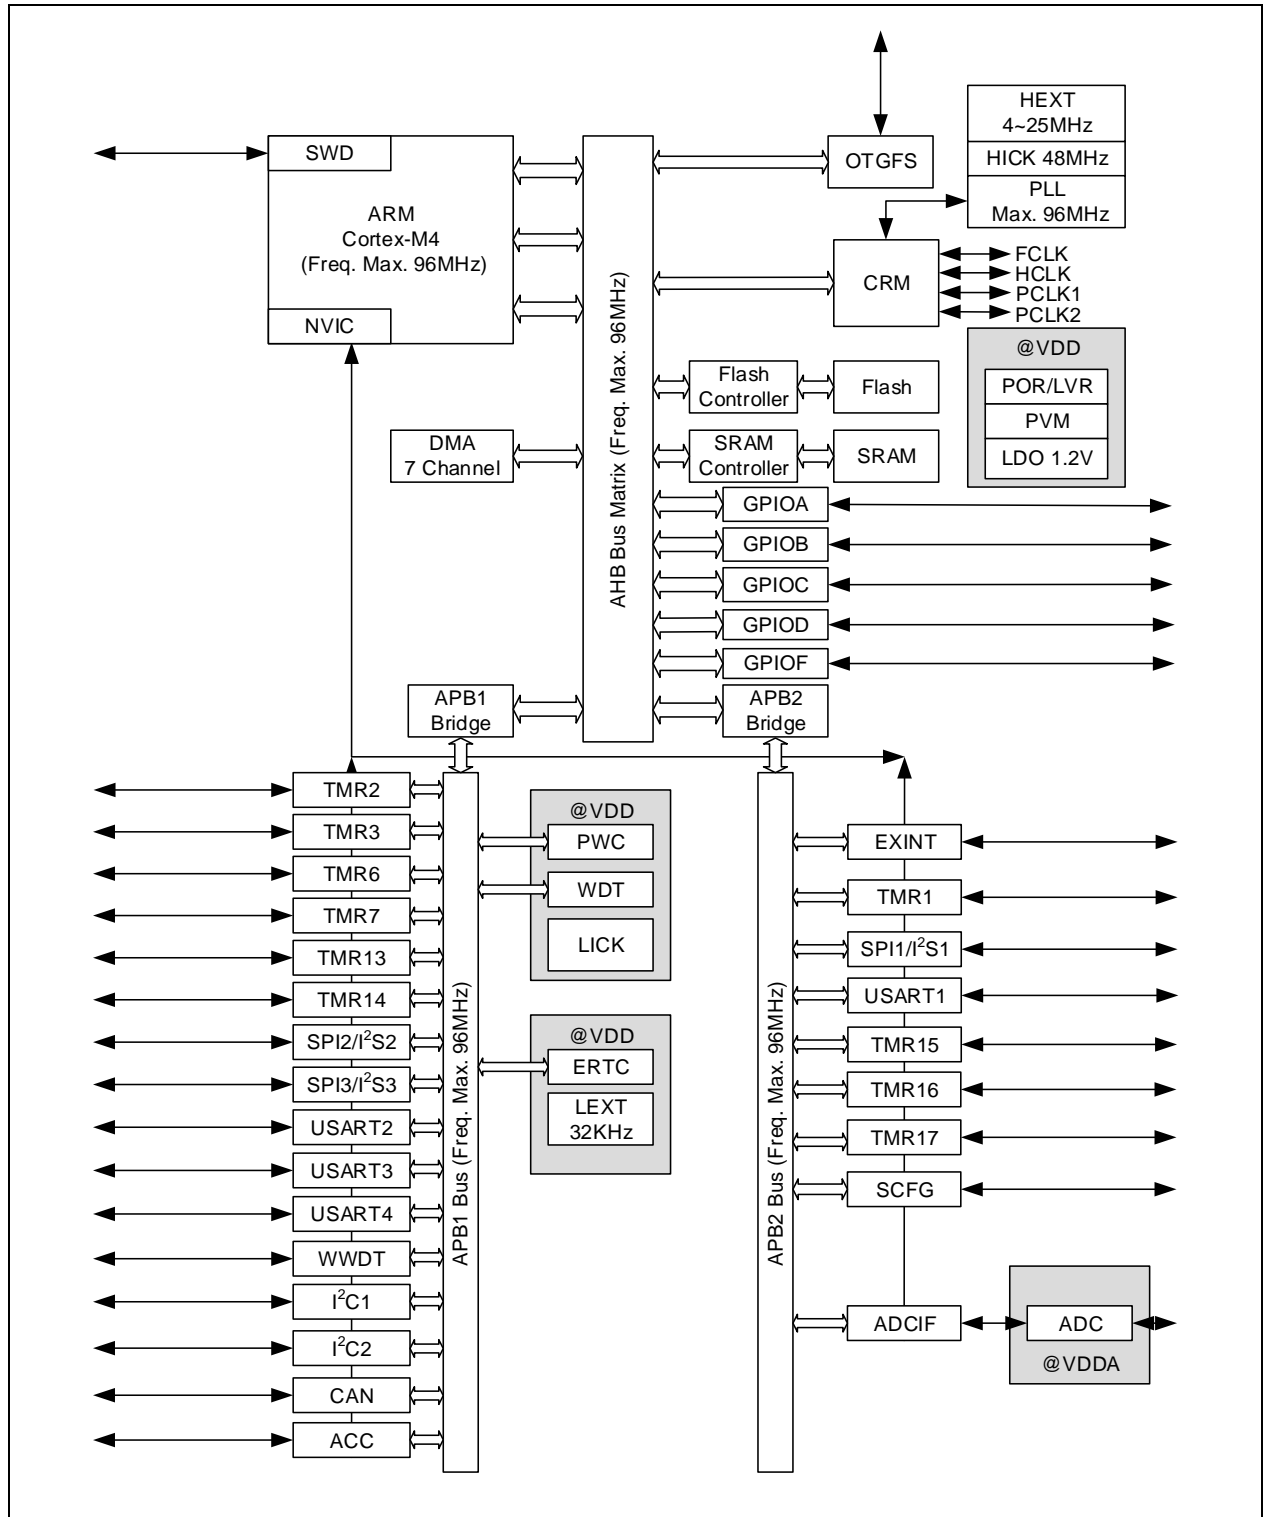 HEXT
4~25MHz
HICK 48MHz
PLL
Max. 96MHz
SWD
ARM
Cortex-M4
(Freq. Max. 96MHz)
NVIC
OTGFS
CRM
FCLK
HCLK
PCLK1
PCLK2
@VDD
POR/LVR
PVM
LDO 1.2V
AHB Bus Matrix (Freq. Max. 96MHz)
Flash
Controller
Flash
DMA
7 Channel
SRAM
Controller
SRAM
GPIOA
GPIOB
GPIOC
GPIOD
GPIOF
APB1
Bridge
APB2
Bridge
TMR2
TMR3
TMR6
TMR7
TMR13
TMR14
SPI2/I²S2
SPI3/I²S3
USART2
USART3
USART4
WWDT
I²C1
I²C2
CAN
ACC
APB1 Bus (Freq. Max. 96MHz)
@VDD
PWC
WDT
LICK
@VDD
ERTC
LEXT
32KHz
APB2 Bus (Freq. Max. 96MHz)
EXINT
TMR1
SPI1/I²S1
USART1
TMR15
TMR16
TMR17
SCFG
ADCIF
ADC
@VDDA